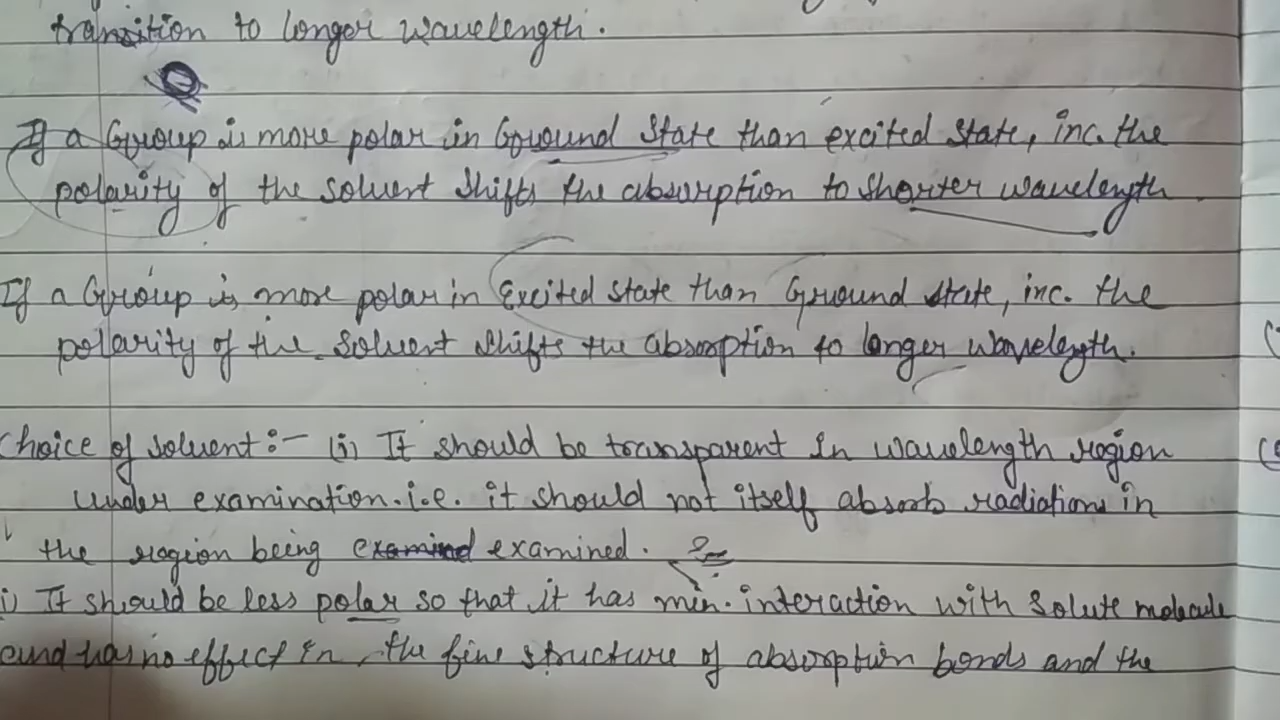 transition to longer wavelength.
If a Group is more polar in Ground State than excited state, inc. the
polarity of the solvent shifts the absorption to shorter wavelength
If a Group is more polar in Excited state than Ground state, inc. the
polarity of the solvent shifts the absorption to longer wavelength.
Choice of solvent :- (i) It should be transparent in wavelength region
under examination. i.e. it should not itself absorb radiations in
the region being examined examined.
i) It should be less polar so that it has min. interaction with solute molecule
and has no effect in the fine structure of absorption bands and the